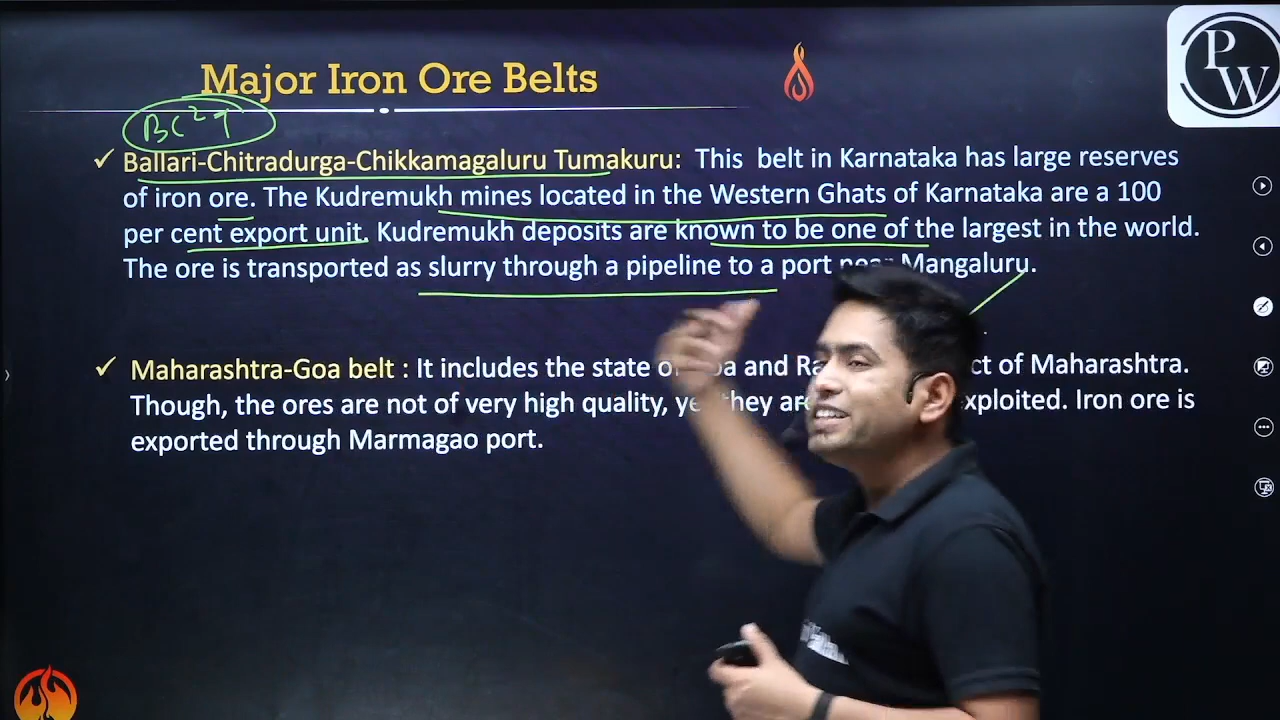 P
W
Major Iron Ore Belts
BC²T
✓ Ballari-Chitradurga-Chikkamagaluru Tumakuru: This belt in Karnataka has large reserves
of iron ore. The Kudremukh mines located in the Western Ghats of Karnataka are a 100
per cent export unit. Kudremukh deposits are known to be one of the largest in the world.
The ore is transported as slurry through a pipeline to a port near Mangaluru.
✓ Maharashtra-Goa belt : It includes the state and of Maharashtra.
Though, the ores are not of very high quality, they Iron ore is
exported through Marmagao port.